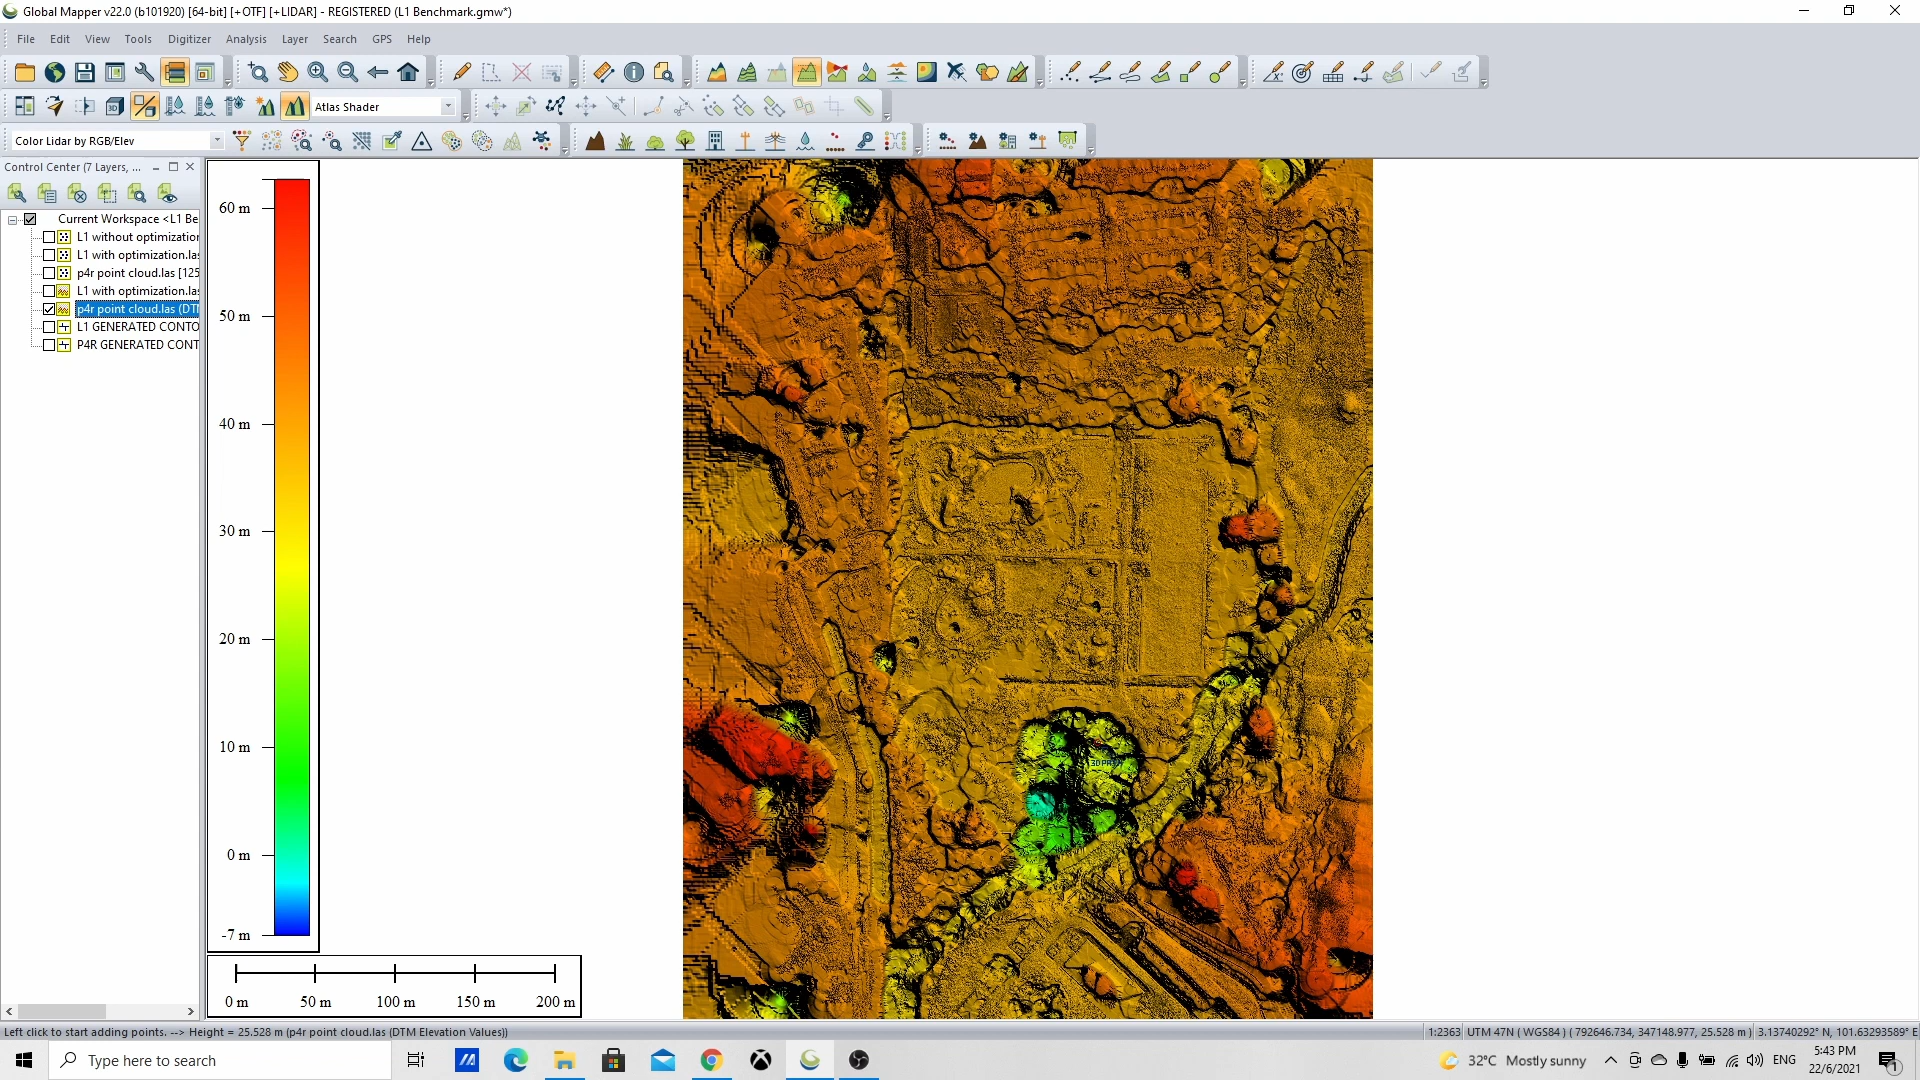 Global Mapper v22.0 (b101920) [64-bit] [+OTF] [+LIDAR] - REGISTERED (L1 Benchmark.gmw*)
File Edit View Tools Digitizer Analysis Layer Search GPS Help
Atlas Shader
Color Lidar by RGB/Elev
Control Center (7 Layers, ...
Current Workspace <L1 Be
L1 without optimization
L1 with optimization.las
p4r point cloud.las [125
L1 with optimization.las
p4r point cloud.las (DTM
L1 GENERATED CONTO
P4R GENERATED CONT
60 m
50 m
40 m
30 m
20 m
10 m
0 m
-7 m
0 m 50 m 100 m 150 m 200 m
Left click to start adding points. --> Height = 25.528 m (p4r point cloud.las (DTM Elevation Values))
1:2363 UTM 47N ( WGS84 ) ( 792646.734, 347148.977, 25.528 m ) 3.13740292° N, 101.63293589° E
Type here to search
32°C Mostly sunny
ENG
5:43 PM
22/6/2021
1